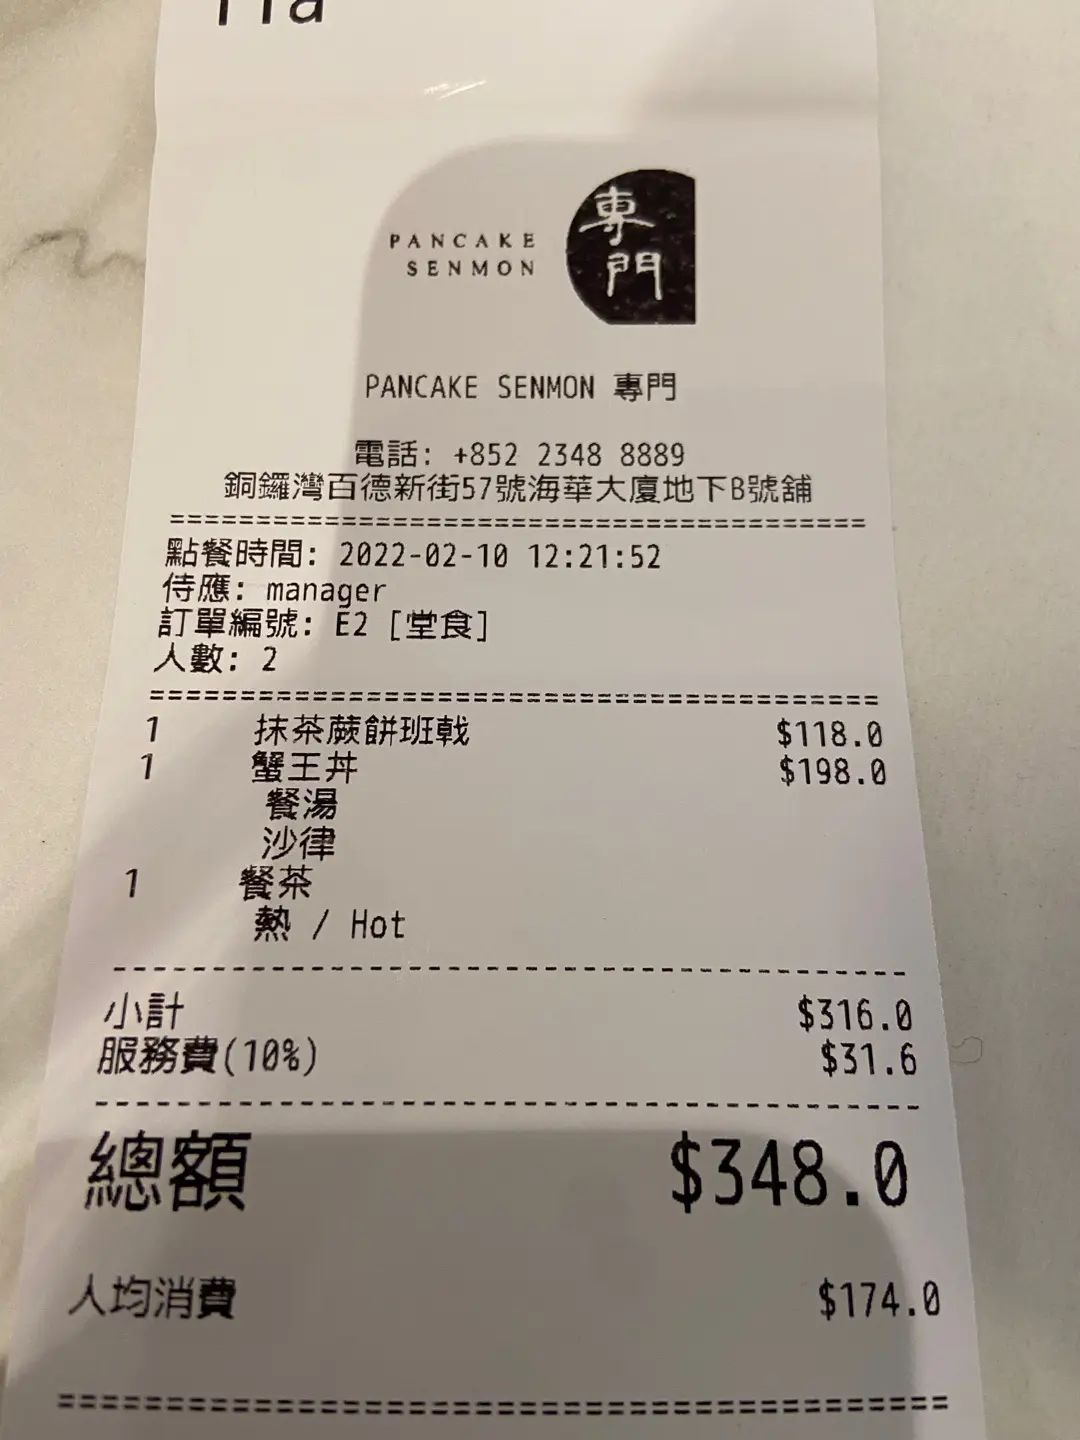 PANCAKE
SENMON
專門
PANCAKE SENMON 專門
電話: +852 2348 8889
銅鑼灣百德新街57號海華大廈地下B號舖
點餐時間: 2022-02-10 12:21:52
侍應: manager
訂單編號: E2 [堂食]
人數: 2
1 抹茶蕨餅班戟 $118.0
1 蟹王丼 $198.0
餐湯
沙律
1 餐茶
熱 / Hot
小計 $316.0
服務費(10%) $31.6
總額 $348.0
人均消費 $174.0